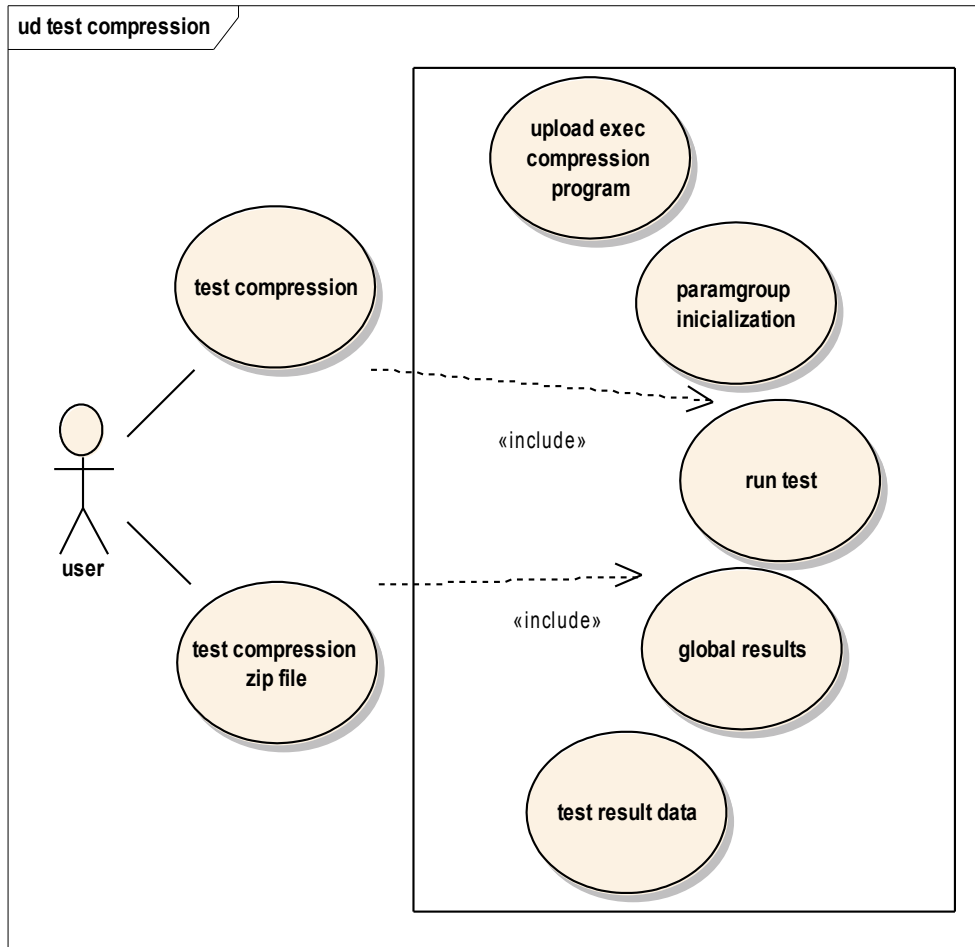 ud test compression
upload exec
compression
program
test compression
paramgroup
inicialization
«include»
run test
user
«include»
test compression
zip file
global results
test result data